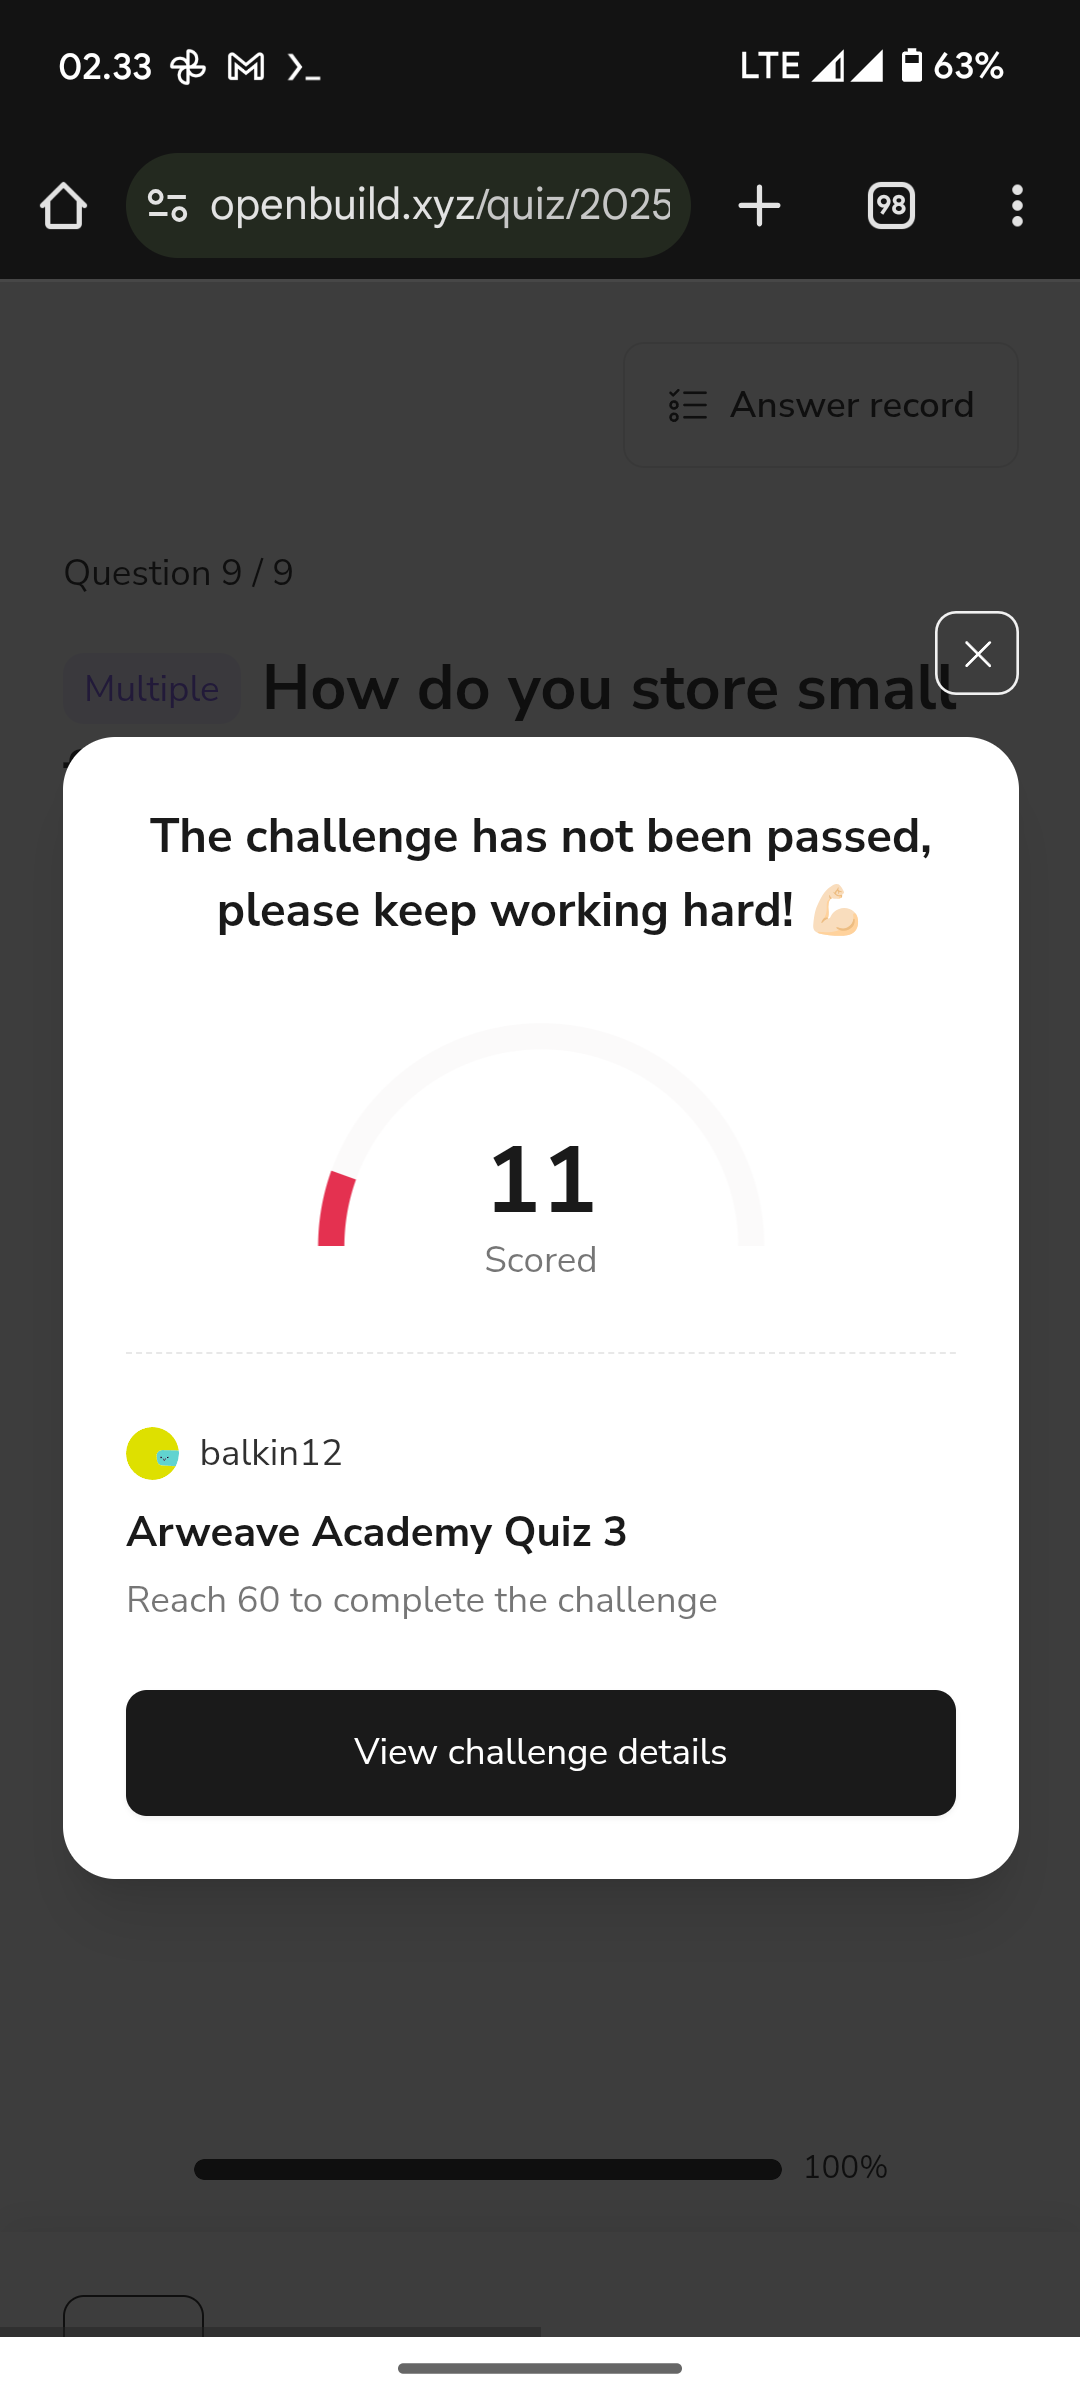 02.33
LTE 63%
openbuild.xyz/quiz/2025
98
Answer record
Question 9 / 9
Multiple How do you store small
The challenge has not been passed,
please keep working hard! 💪🏻
11
Scored
balkin12
Arweave Academy Quiz 3
Reach 60 to complete the challenge
View challenge details
100%